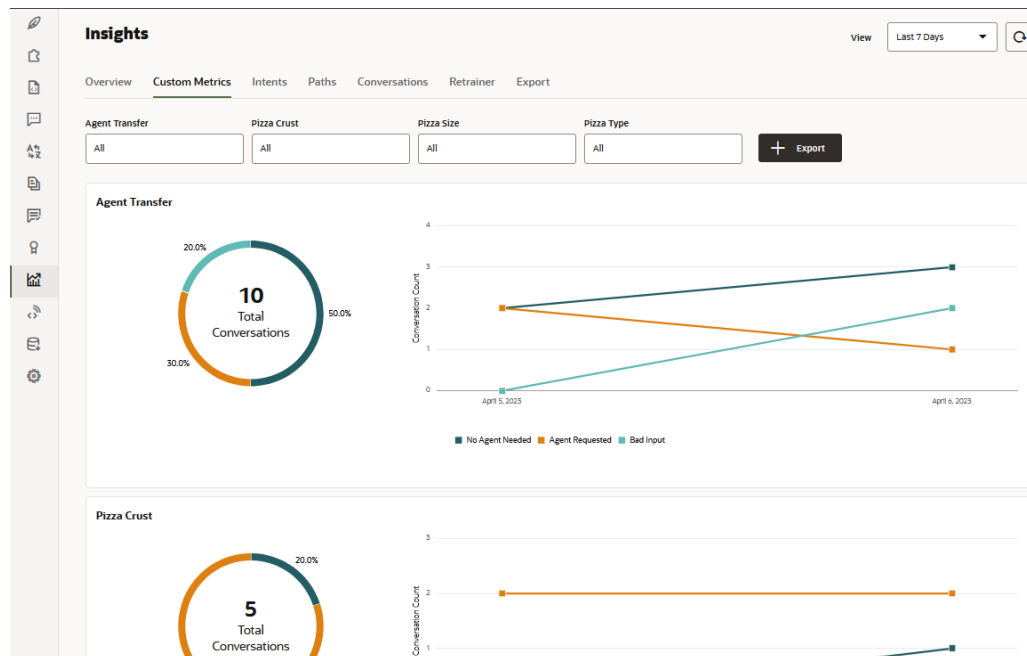 Insights
View
Last 7 Days
Overview Custom Metrics Intents Paths Conversations Retrainer Export
Agent Transfer Pizza Crust Pizza Size Pizza Type
All All All All + Export
Agent Transfer
20.0%
50.0%
30.0%
10
Total
Conversations
Conversation Count
4
3
2
1
0
April 5, 2023 April 6, 2023
No Agent Needed Agent Requested Bad Input
Pizza Crust
20.0%
5
Total
Conversations
Conversation Count
3
2
1